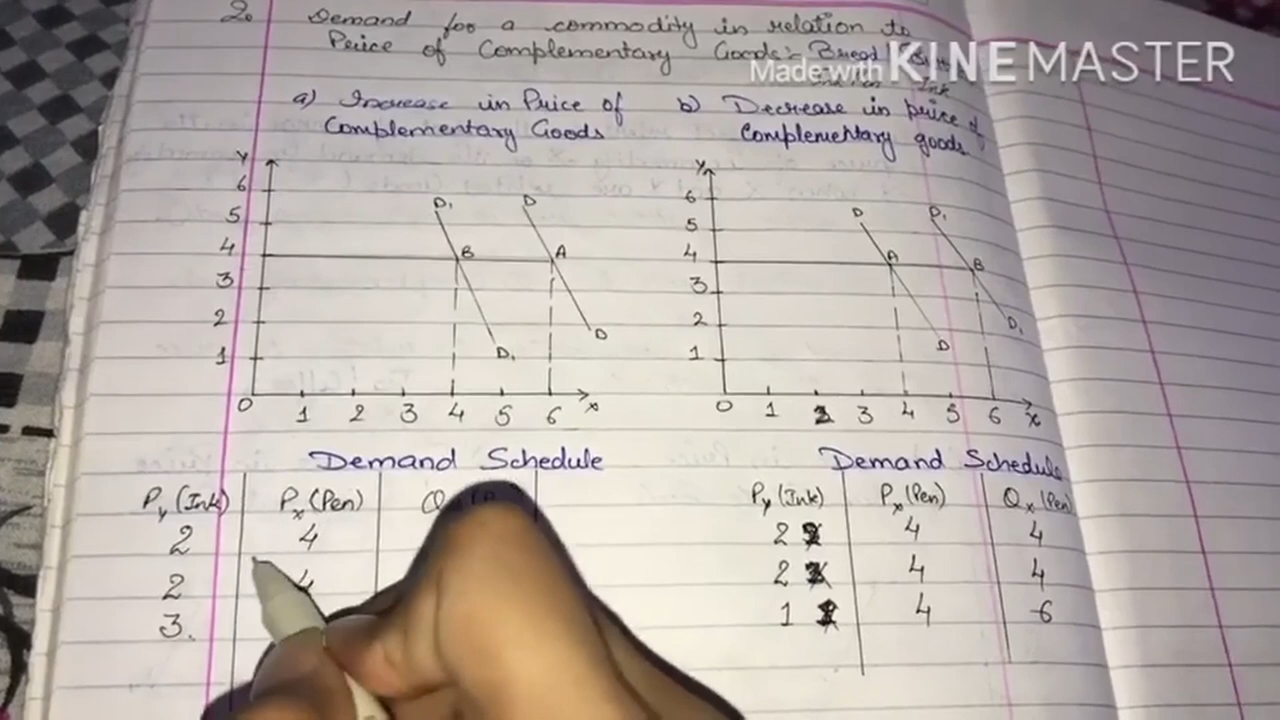 2. Demand for a commodity in relation to
Price of Complementary Goods:- Bread
Made with KINEMASTER
Ink
a) Increase in Price of
Complementary Goods
b) Decrease in price of
Complementary goods
Y
6
5
4
3
2
1
0 1 2 3 4 5 6 X
D1 D
B A
D1 D
Y
6
5
4
3
2
1
0 1 2 3 4 5 6 X
D D1
A B
D D1
Demand Schedule
Py (Ink) Px (Pen)
2 4
2 4
3.
Demand Schedule
Py (Ink) Px (Pen) Qx (Pen)
2 4 4
2 4 4
1 4 6